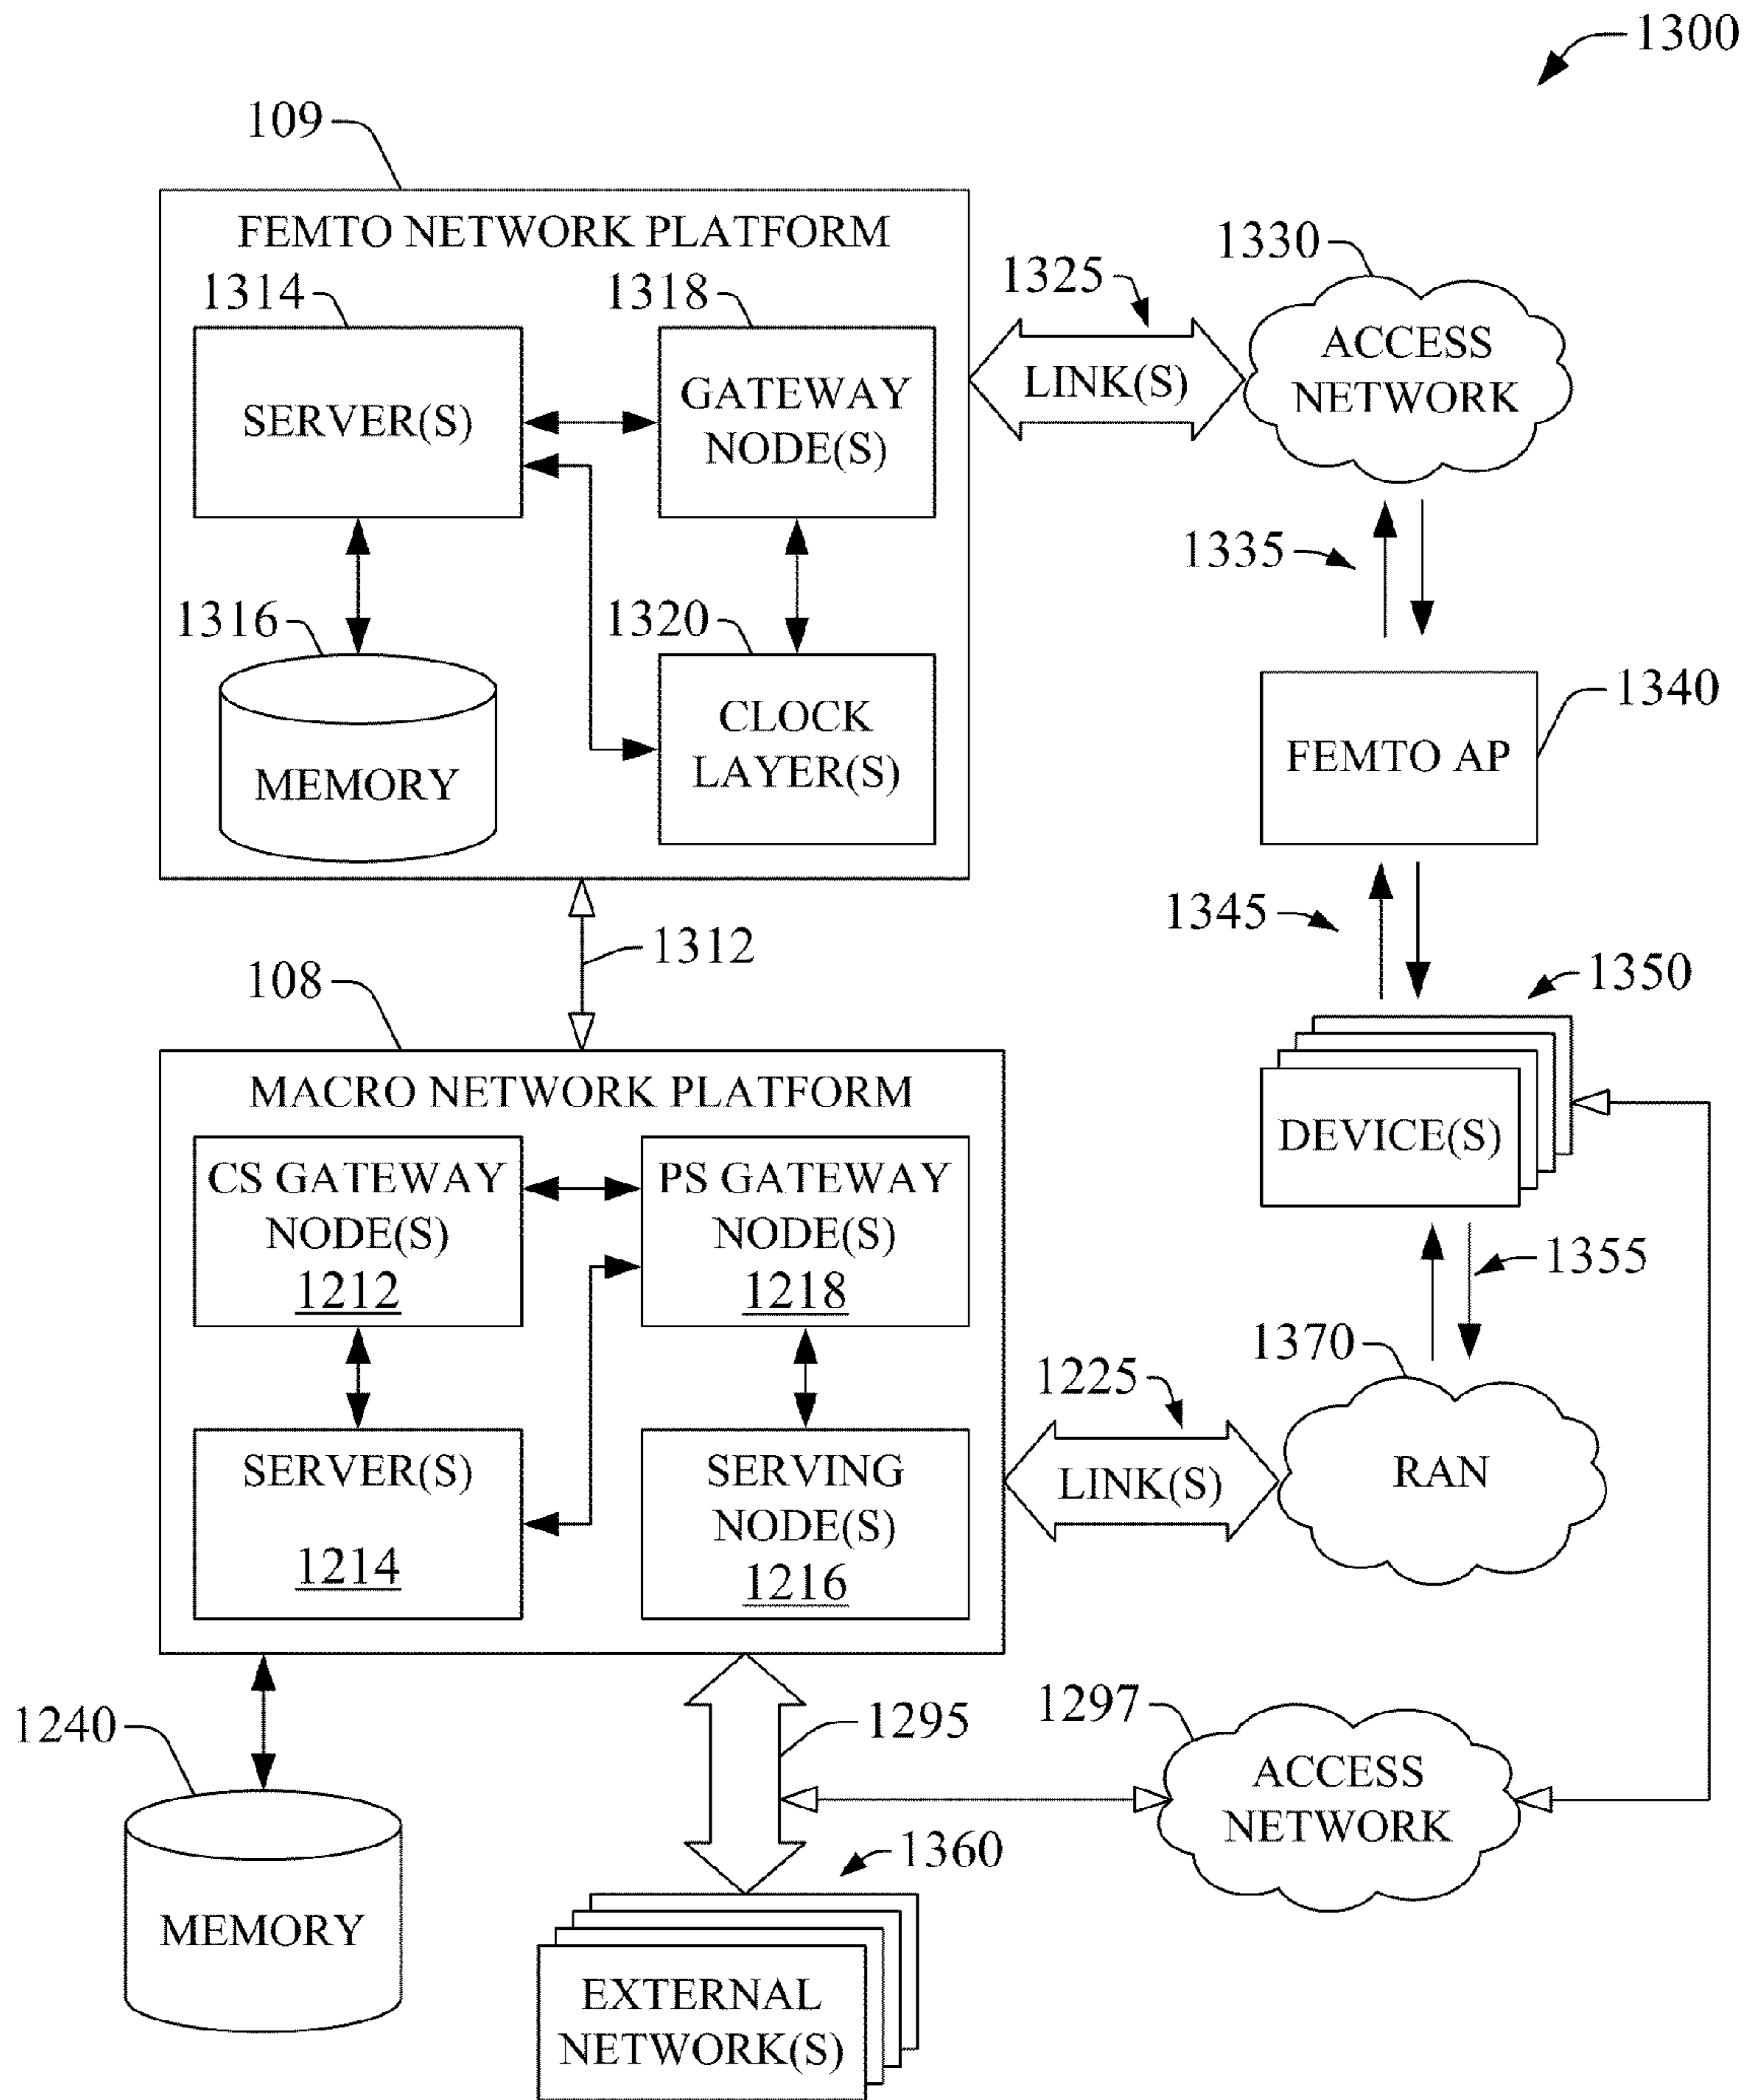 1300
109
FEMTO NETWORK PLATFORM
1314
1318
SERVER(S)
GATEWAY
NODE(S)
1316
1320
MEMORY
CLOCK
LAYER(S)
1325
LINK(S)
1330
ACCESS
NETWORK
1335
1340
FEMTO AP
1345
1350
DEVICE(S)
1312
108
MACRO NETWORK PLATFORM
CS GATEWAY
NODE(S)
1212
PS GATEWAY
NODE(S)
1218
SERVER(S)
1214
SERVING
NODE(S)
1216
1355
1370
1225
LINK(S)
RAN
1240
MEMORY
1295
1297
ACCESS
NETWORK
1360
EXTERNAL
NETWORK(S)